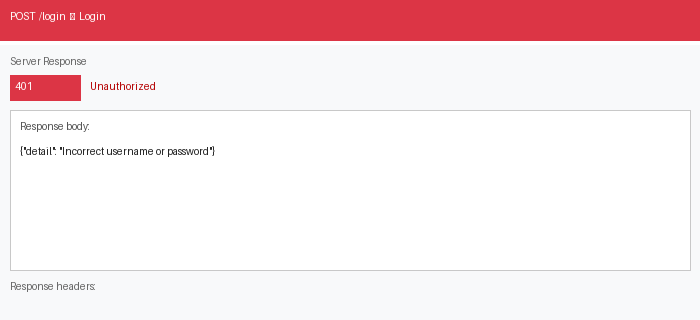 POST /login ▯ Login
Server Response
401 Unauthorized
Response body:
{"detail": "Incorrect username or password"}
Response headers: